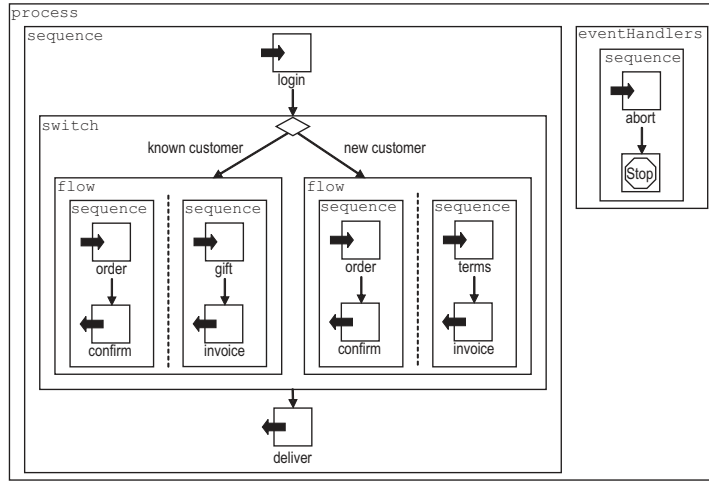 process
sequence
login
switch
known customer
new customer
flow
sequence
order
confirm
sequence
gift
invoice
flow
sequence
order
confirm
sequence
terms
invoice
deliver
eventHandlers
sequence
abort
Stop